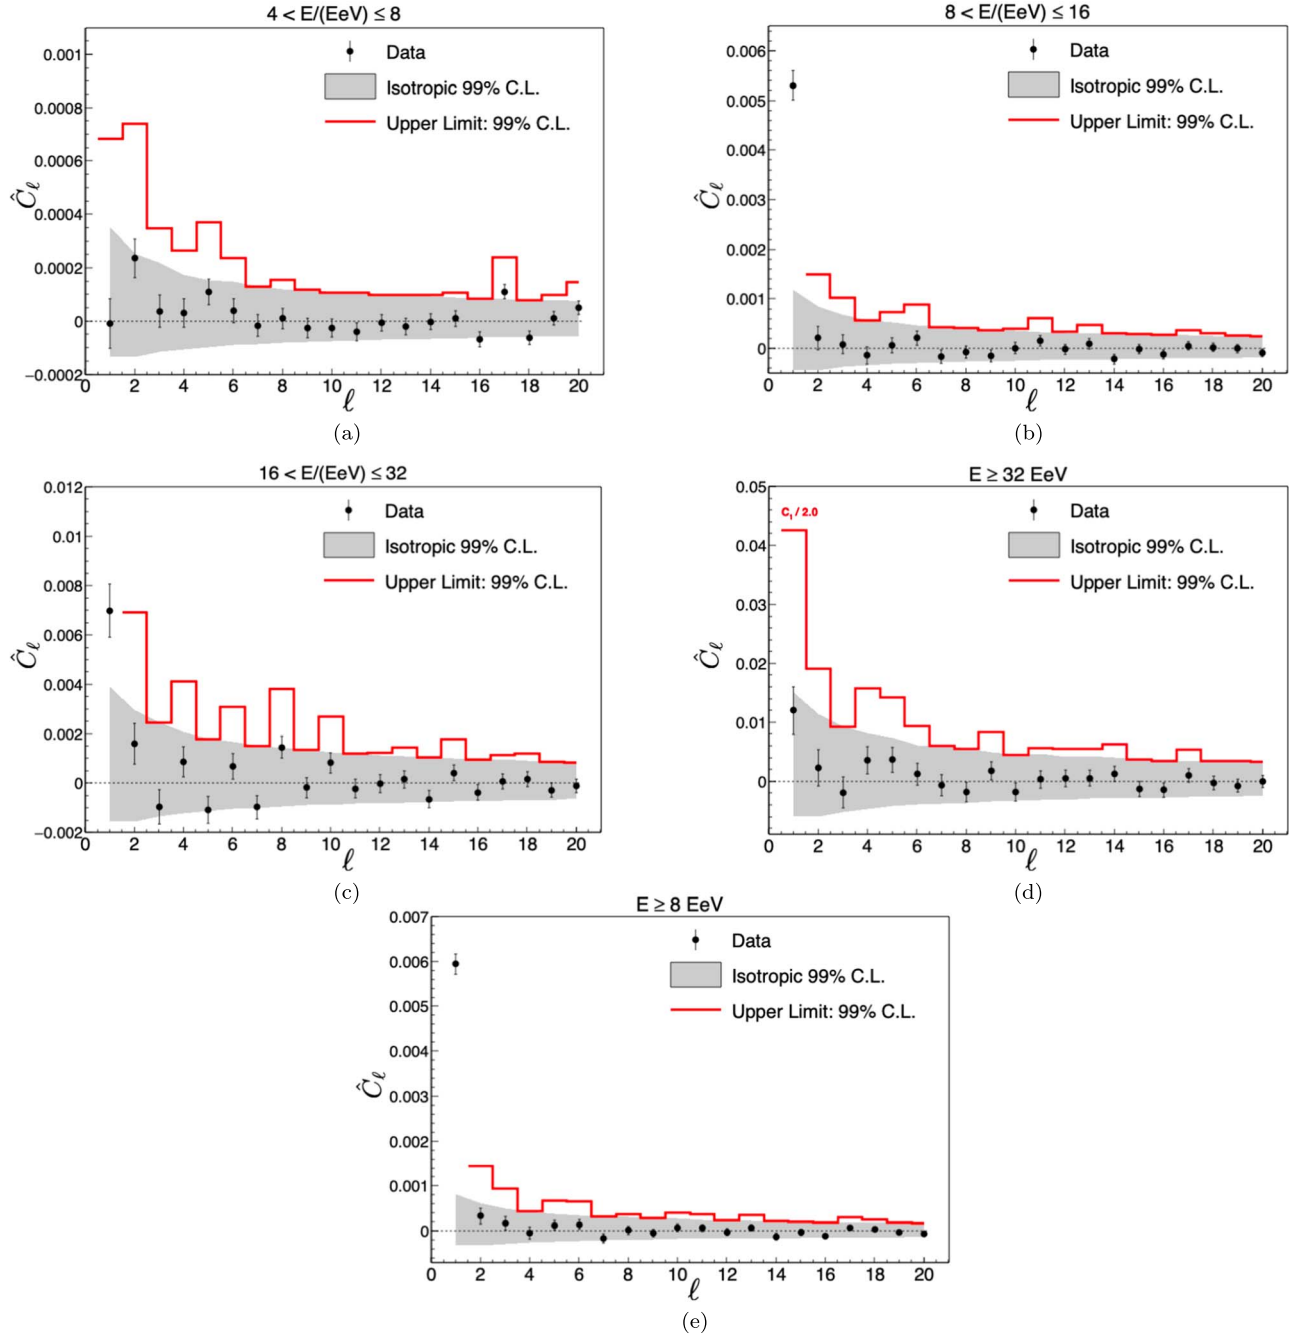 4 < E/(EeV) ≤ 8
0.001
0.0008
0.0006
0.0004
0.0002
0
−0.0002
Ĉℓ
Data
Isotropic 99% C.L.
Upper Limit: 99% C.L.
0 2 4 6 8 10 12 14 16 18 20
ℓ
(a)
8 < E/(EeV) ≤ 16
0.006
0.005
0.004
0.003
0.002
0.001
0
Ĉℓ
Data
Isotropic 99% C.L.
Upper Limit: 99% C.L.
0 2 4 6 8 10 12 14 16 18 20
ℓ
(b)
16 < E/(EeV) ≤ 32
0.012
0.01
0.008
0.006
0.004
0.002
0
−0.002
Ĉℓ
Data
Isotropic 99% C.L.
Upper Limit: 99% C.L.
0 2 4 6 8 10 12 14 16 18 20
ℓ
(c)
E ≥ 32 EeV
0.05
0.04
0.03
0.02
0.01
0
Ĉℓ
C₁ / 2.0
Data
Isotropic 99% C.L.
Upper Limit: 99% C.L.
0 2 4 6 8 10 12 14 16 18 20
ℓ
(d)
E ≥ 8 EeV
0.007
0.006
0.005
0.004
0.003
0.002
0.001
0
Ĉℓ
Data
Isotropic 99% C.L.
Upper Limit: 99% C.L.
0 2 4 6 8 10 12 14 16 18 20
ℓ
(e)